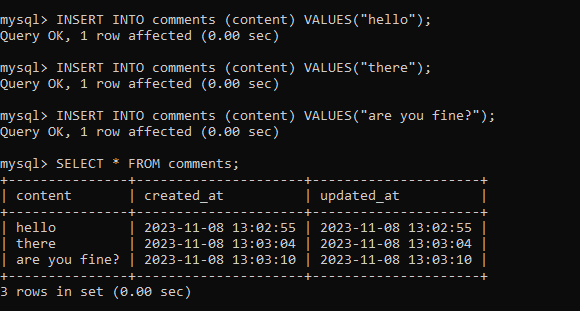 mysql> INSERT INTO comments (content) VALUES("hello");
Query OK, 1 row affected (0.00 sec)
mysql> INSERT INTO comments (content) VALUES("there");
Query OK, 1 row affected (0.00 sec)
mysql> INSERT INTO comments (content) VALUES("are you fine?");
Query OK, 1 row affected (0.00 sec)
mysql> SELECT * FROM comments;
+---------------+---------------------+---------------------+
| content       | created_at          | updated_at          |
+---------------+---------------------+---------------------+
| hello         | 2023-11-08 13:02:55 | 2023-11-08 13:02:55 |
| there         | 2023-11-08 13:03:04 | 2023-11-08 13:03:04 |
| are you fine? | 2023-11-08 13:03:10 | 2023-11-08 13:03:10 |
+---------------+---------------------+---------------------+
3 rows in set (0.00 sec)